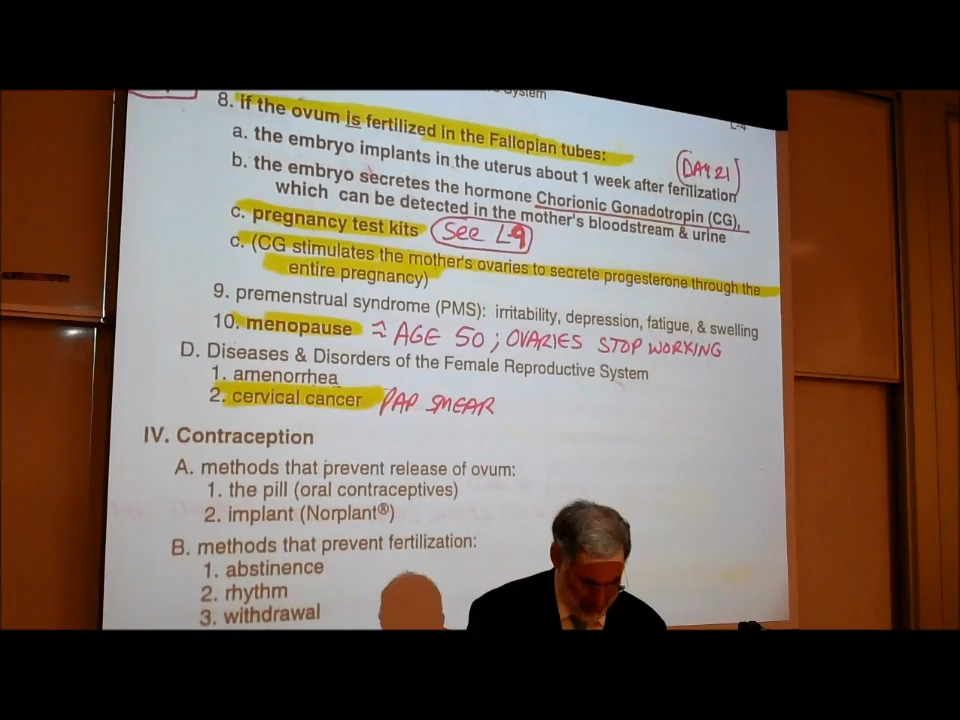 System
L-4
8. if the ovum is fertilized in the Fallopian tubes:
a. the embryo implants in the uterus about 1 week after ferilization
DAY 21
b. the embryo secretes the hormone Chorionic Gonadotropin (CG),
which can be detected in the mother's bloodstream & urine
c. pregnancy test kits See L-9
c. (CG stimulates the mother's ovaries to secrete progesterone through the
entire pregnancy)
9. premenstrual syndrome (PMS): irritability, depression, fatigue, & swelling
10. menopause ≈ AGE 50; OVARIES STOP WORKING
D. Diseases & Disorders of the Female Reproductive System
1. amenorrhea
2. cervical cancer PAP SMEAR
IV. Contraception
A. methods that prevent release of ovum:
1. the pill (oral contraceptives)
2. implant (Norplant®)
B. methods that prevent fertilization:
1. abstinence
2. rhythm
3. withdrawal